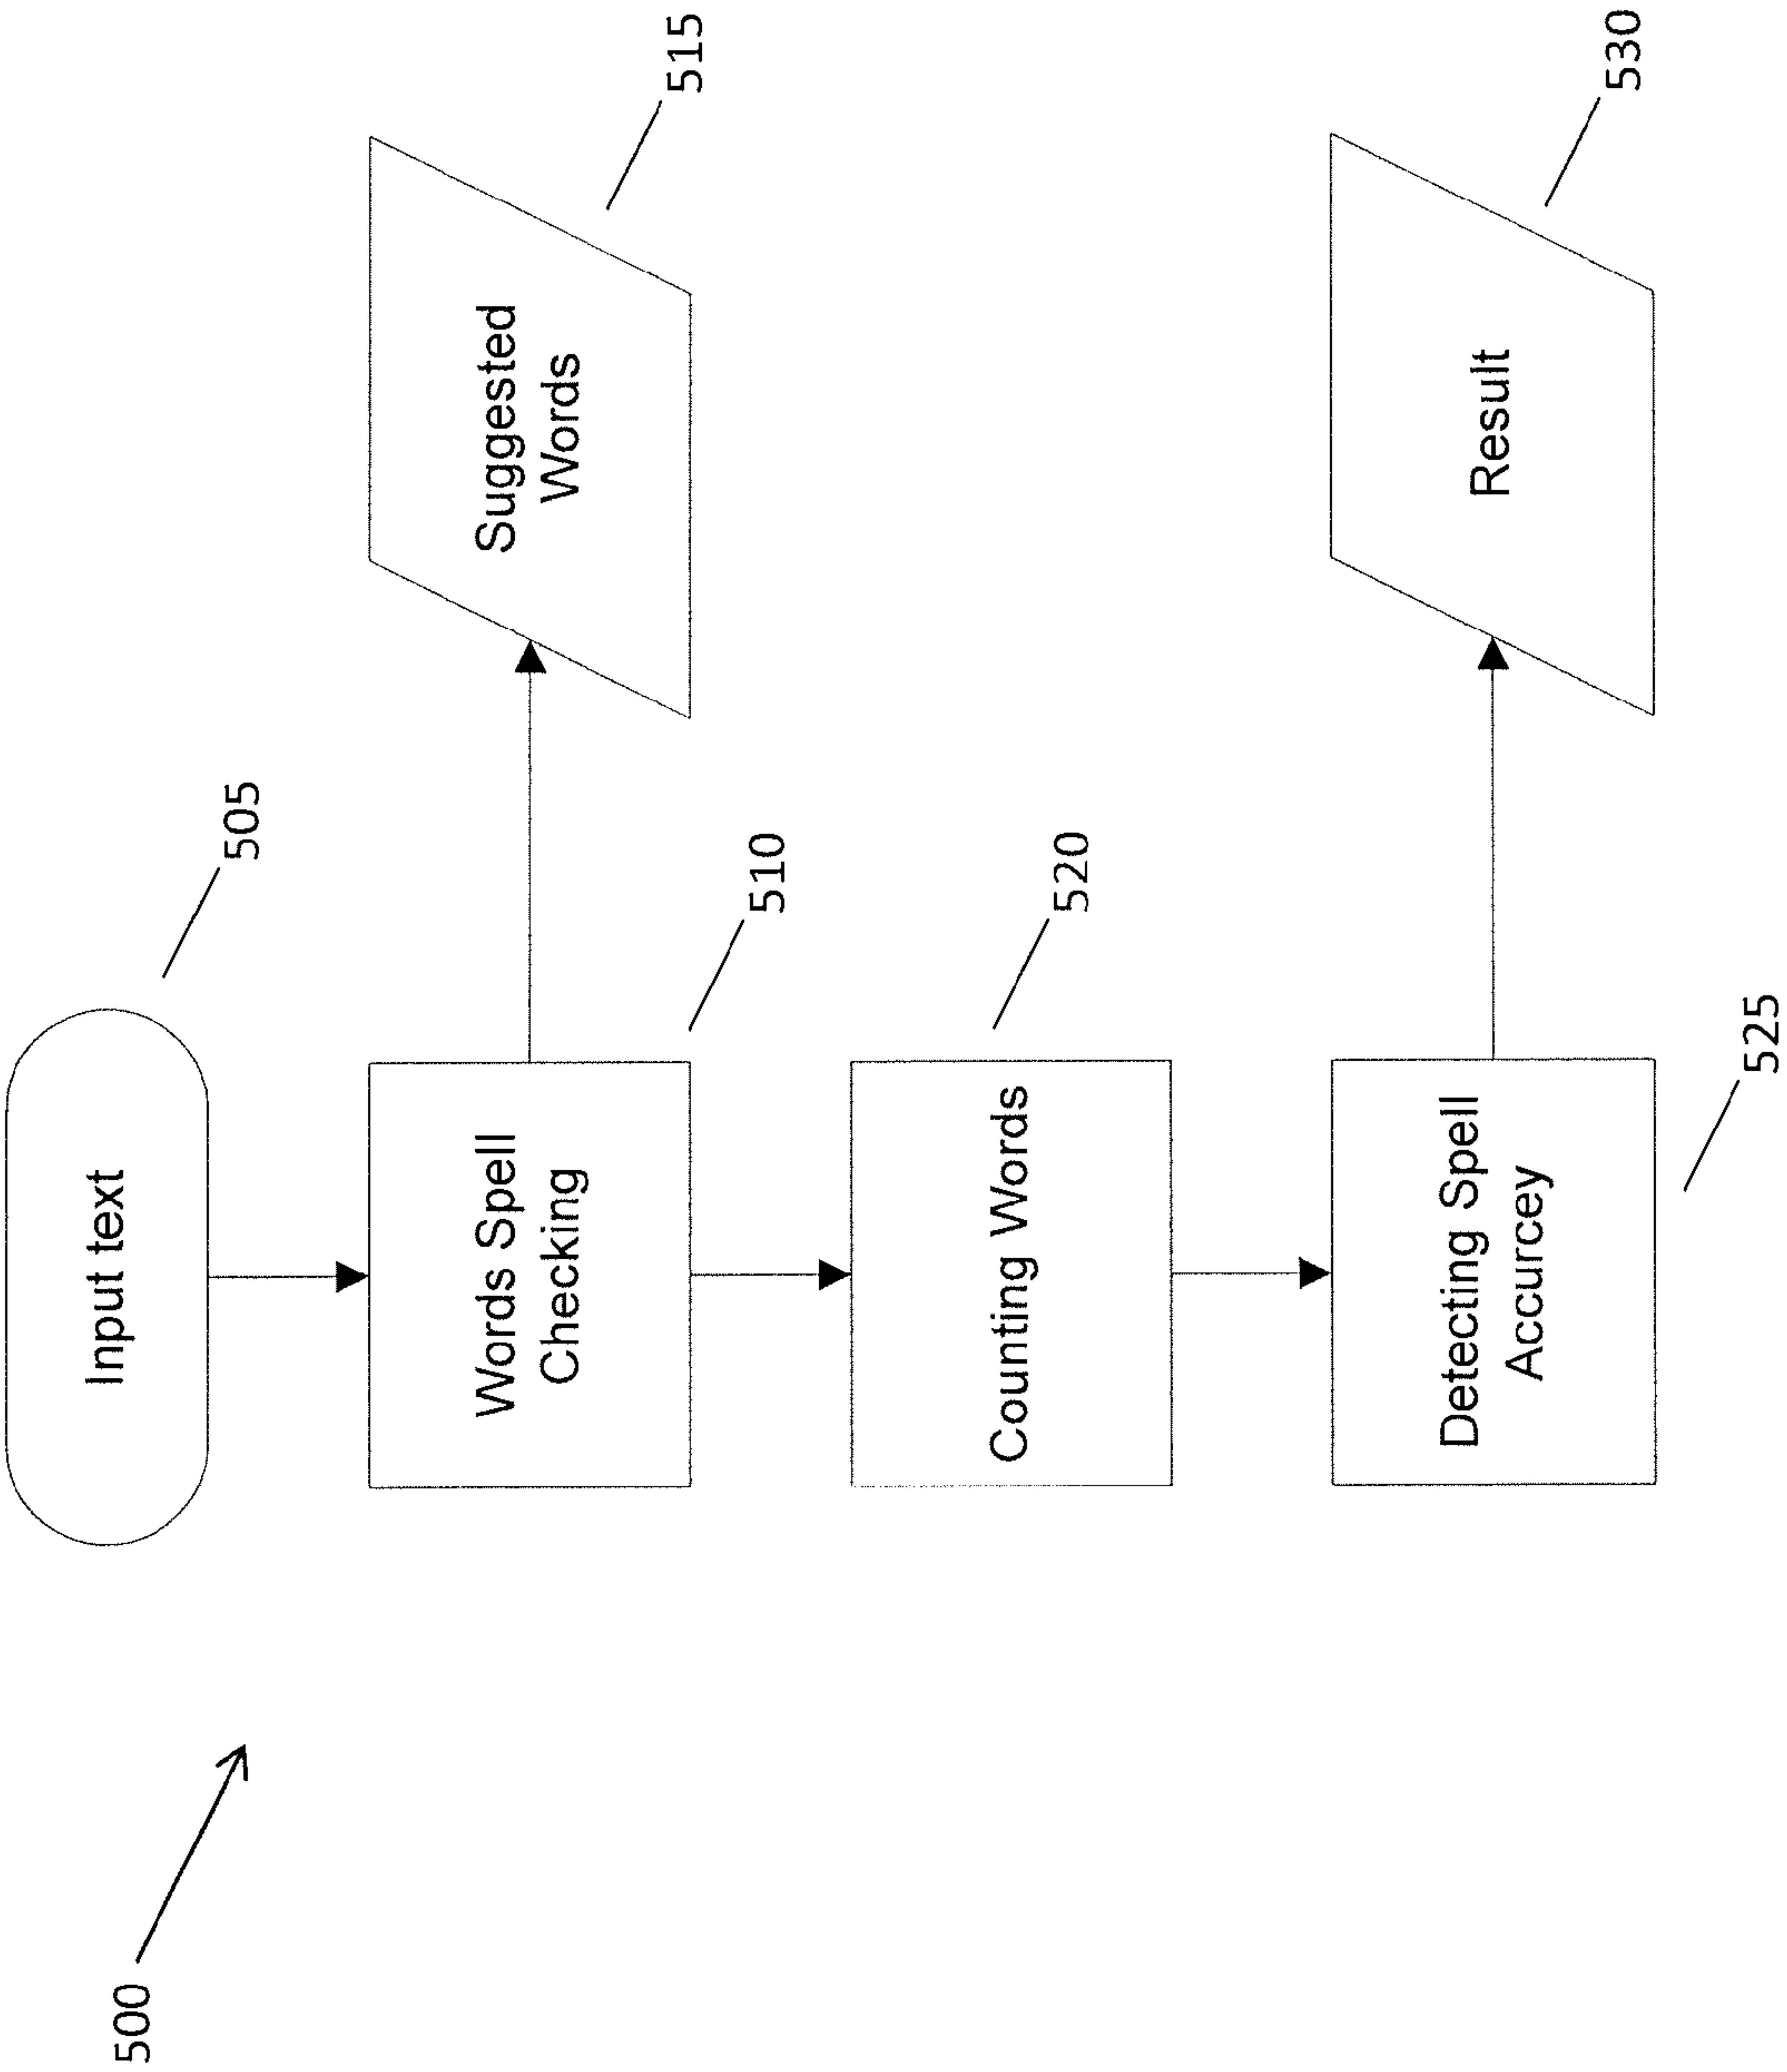 500
Input text
505
Words Spell
Checking
510
Suggested
Words
515
Counting Words
520
Detecting Spell
Accurcey
525
Result
530